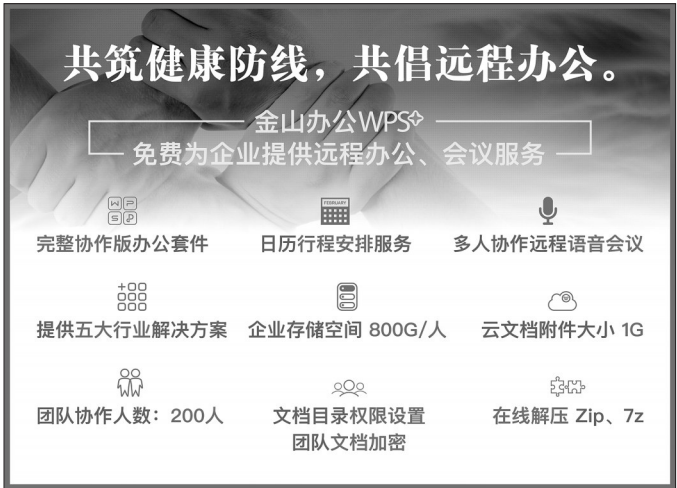 共筑健康防线，共倡远程办公。
金山办公WPS+
免费为企业提供远程办公、会议服务
W P
S
FEBRUARY
完整协作版办公套件
日历行程安排服务
多人协作远程语音会议
提供五大行业解决方案
企业存储空间 800G/人
云文档附件大小 1G
团队协作人数：200人
文档目录权限设置
团队文档加密
在线解压 Zip、7z